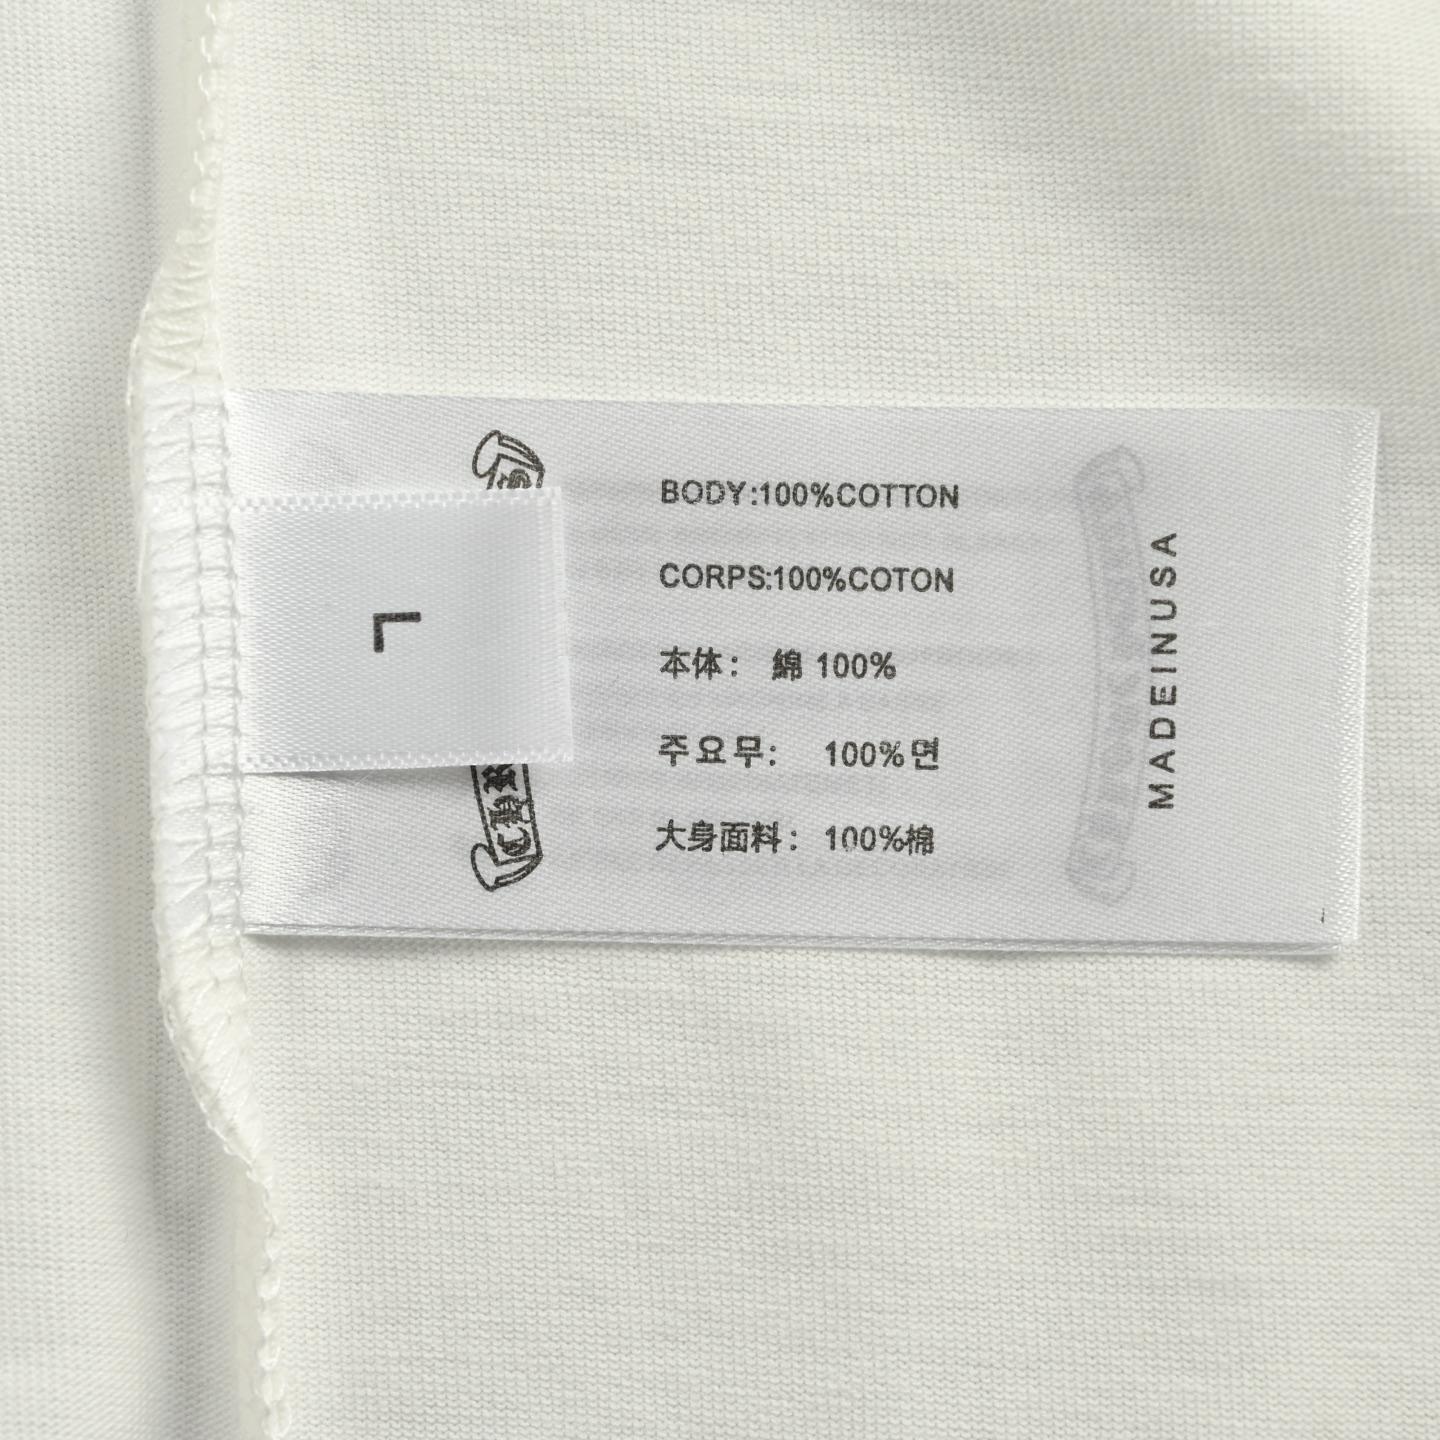 L
BODY:100%COTTON
CORPS:100%COTON
本体： 綿 100%
주요무: 100%면
大身面料：100%棉
MADEINUSA